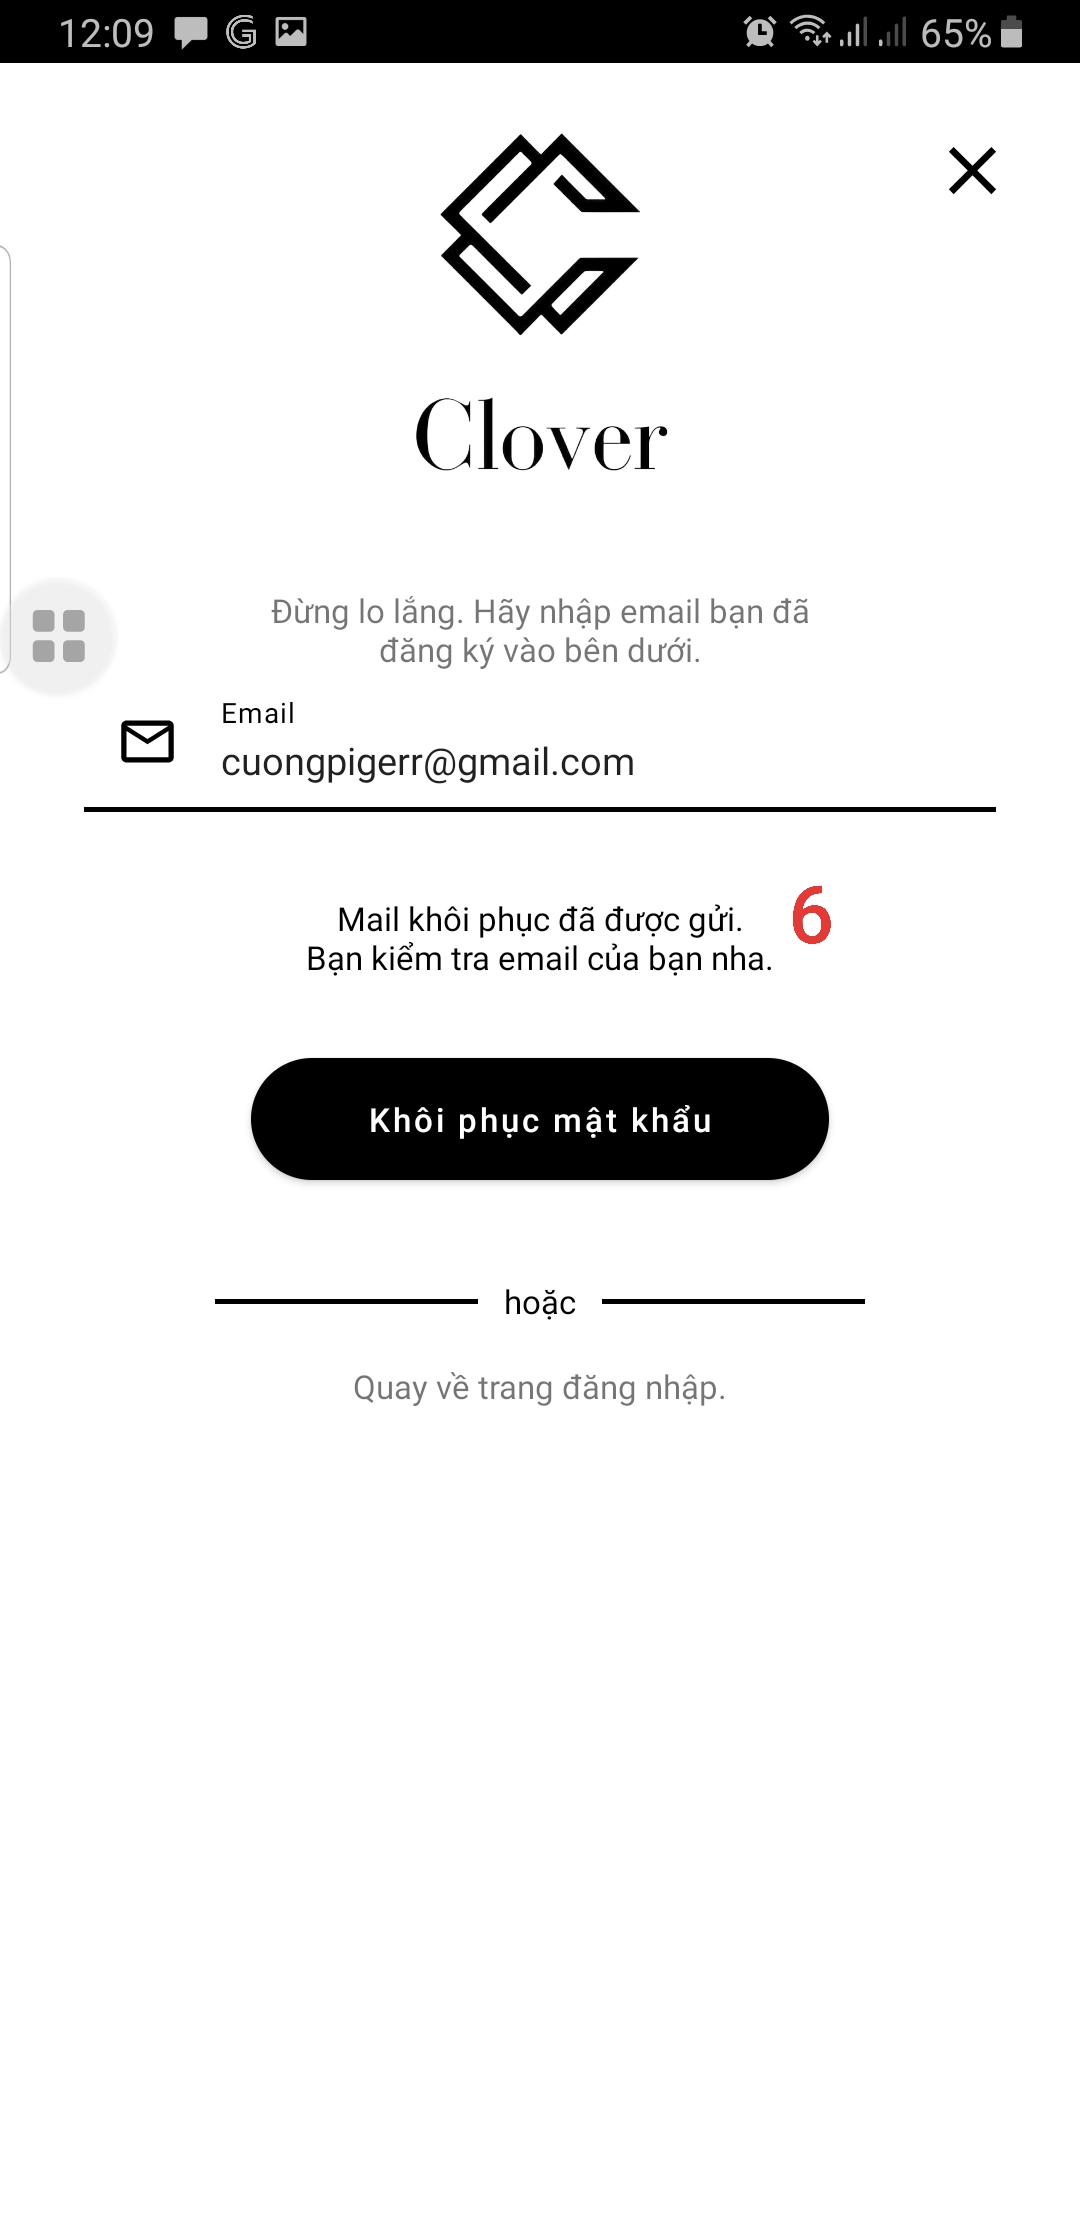 12:09 65%
Clover
Đừng lo lắng. Hãy nhập email bạn đã
đăng ký vào bên dưới.
Email
cuongpigerr@gmail.com
Mail khôi phục đã được gửi. 6
Bạn kiểm tra email của bạn nha.
Khôi phục mật khẩu
hoặc
Quay về trang đăng nhập.